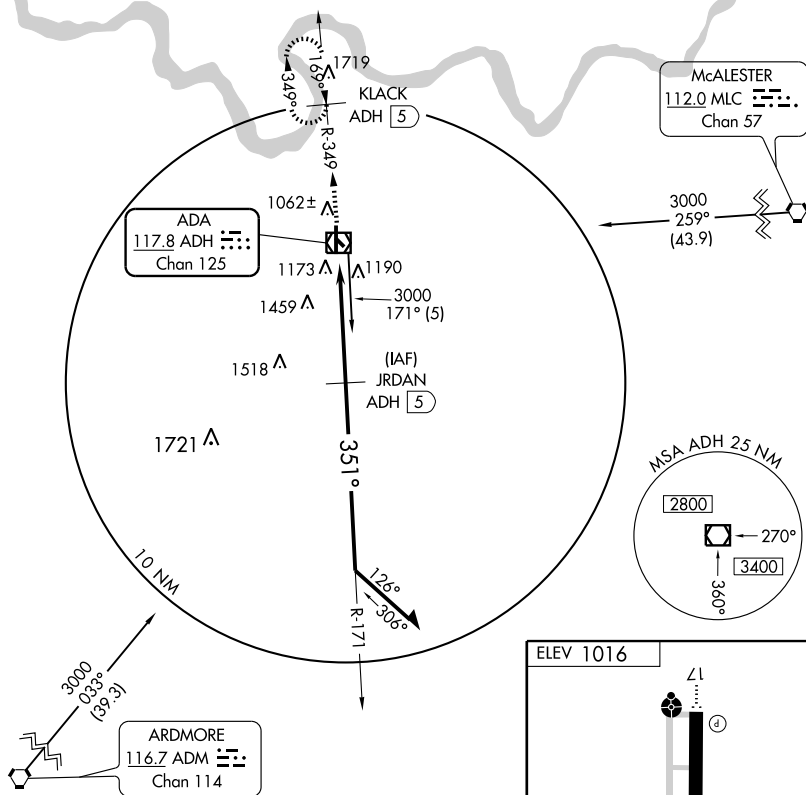 1719
169°
349°
KLACK
ADH 5
McALESTER
112.0 MLC
Chan 57
R-349
1062±
3000
259°
(43.9)
ADA
117.8 ADH
Chan 125
1173
1190
1459
3000
171° (5)
1518
(IAF)
JRDAN
ADH 5
1721
351°
MSA ADH 25 NM
2800
270°
3400
360°
10 NM
126°
306°
R-171
3000
033°
(39.3)
ARDMORE
116.7 ADM
Chan 114
ELEV 1016
17
P